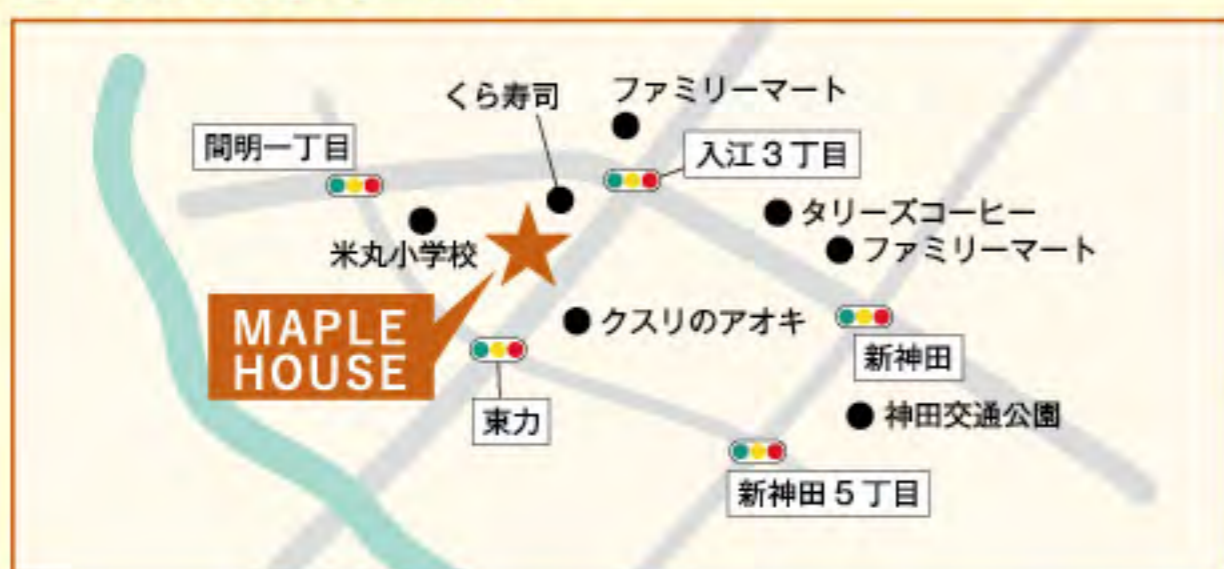 くら寿司
ファミリーマート
間明一丁目
入江3丁目
タリーズコーヒー
ファミリーマート
米丸小学校
MAPLE
HOUSE
クスリのアオキ
新神田
東力
神田交通公園
新神田5丁目